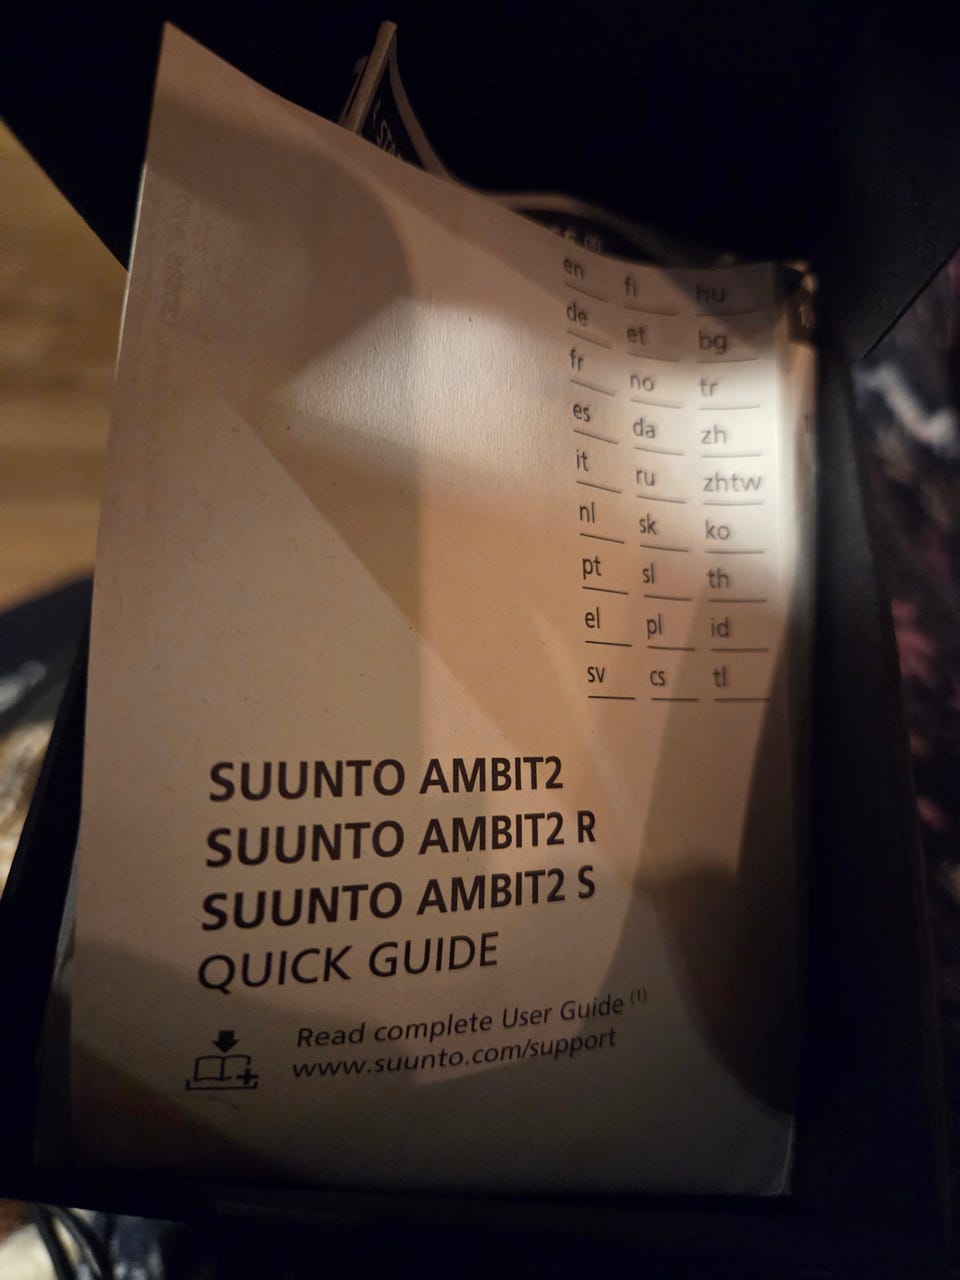 en fi hu
de et bg
fr no tr
es da zh
it ru zhtw
nl sk ko
pt sl th
el pl id
sv cs tl
SUUNTO AMBIT2
SUUNTO AMBIT2 R
SUUNTO AMBIT2 S
QUICK GUIDE
Read complete User Guide (1)
www.suunto.com/support